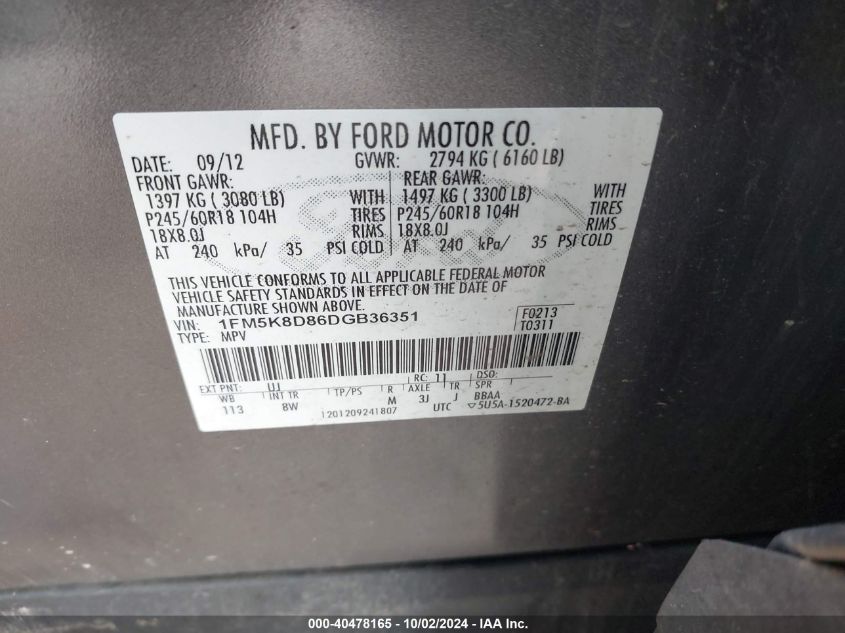 MFD. BY FORD MOTOR CO.
DATE: 09/12 GVWR: 2794 KG ( 6160 LB)
FRONT GAWR: REAR GAWR:
1397 KG ( 3080 LB) WITH 1497 KG ( 3300 LB) WITH
P245/60R18 104H TIRES P245/60R18 104H TIRES
18X8.0J RIMS 18X8.0J RIMS
AT 240 kPa/ 35 PSI COLD AT 240 kPa/ 35 PSI COLD
THIS VEHICLE CONFORMS TO ALL APPLICABLE FEDERAL MOTOR
VEHICLE SAFETY STANDARDS IN EFFECT ON THE DATE OF
MANUFACTURE SHOWN ABOVE.
VIN: 1FM5K8D86DGB36351 F0213
TYPE: MPV T0311
EXT PNT: UJ RC: 11 DSO:
WB INT TR TP/PS R AXLE TR SPR
113 8W M 3J J BBAA
1201209241807 UTC ▽5U5A-1520472-BA
000-40478165 - 10/02/2024 - IAA Inc.